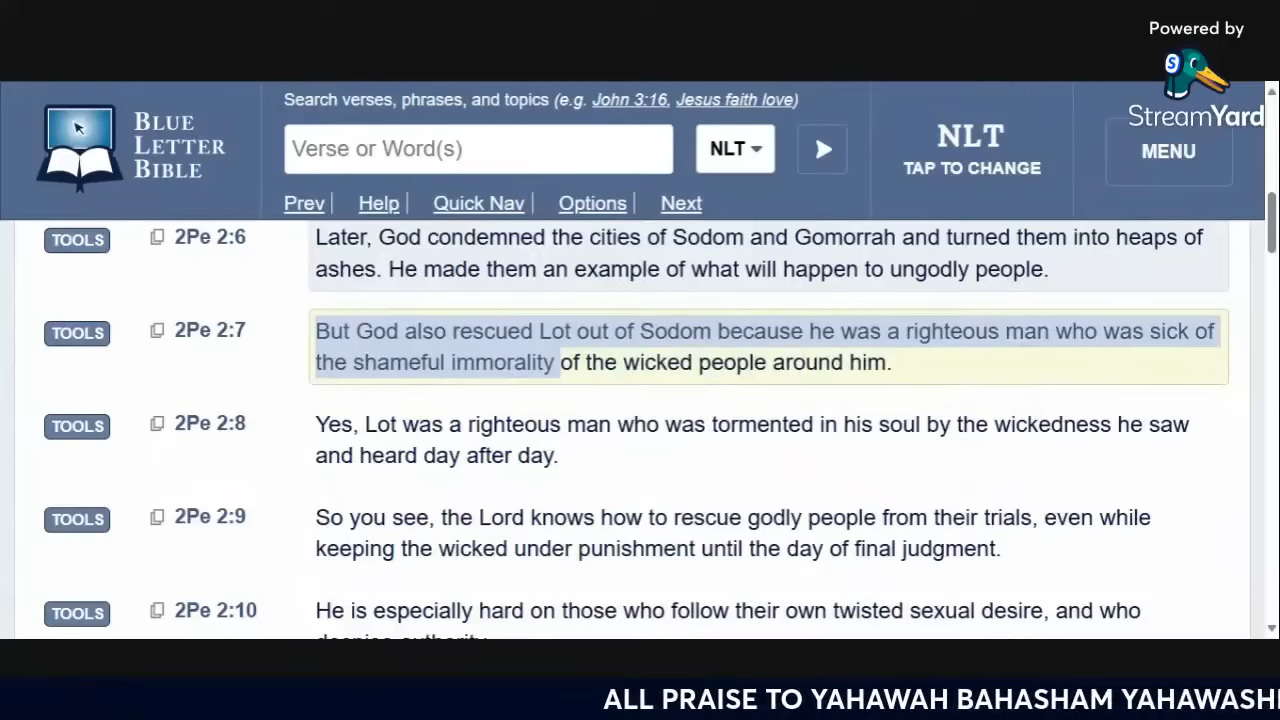 Powered by
StreamYard
BLUE
LETTER
BIBLE
Search verses, phrases, and topics (e.g. John 3:16, Jesus faith love)
Verse or Word(s)
NLT
NLT
TAP TO CHANGE
MENU
Prev | Help | Quick Nav | Options | Next
TOOLS 2Pe 2:6 Later, God condemned the cities of Sodom and Gomorrah and turned them into heaps of
ashes. He made them an example of what will happen to ungodly people.
TOOLS 2Pe 2:7 But God also rescued Lot out of Sodom because he was a righteous man who was sick of
the shameful immorality of the wicked people around him.
TOOLS 2Pe 2:8 Yes, Lot was a righteous man who was tormented in his soul by the wickedness he saw
and heard day after day.
TOOLS 2Pe 2:9 So you see, the Lord knows how to rescue godly people from their trials, even while
keeping the wicked under punishment until the day of final judgment.
TOOLS 2Pe 2:10 He is especially hard on those who follow their own twisted sexual desire, and who
despise authority.
ALL PRAISE TO YAHAWAH BAHASHAM YAHAWASH